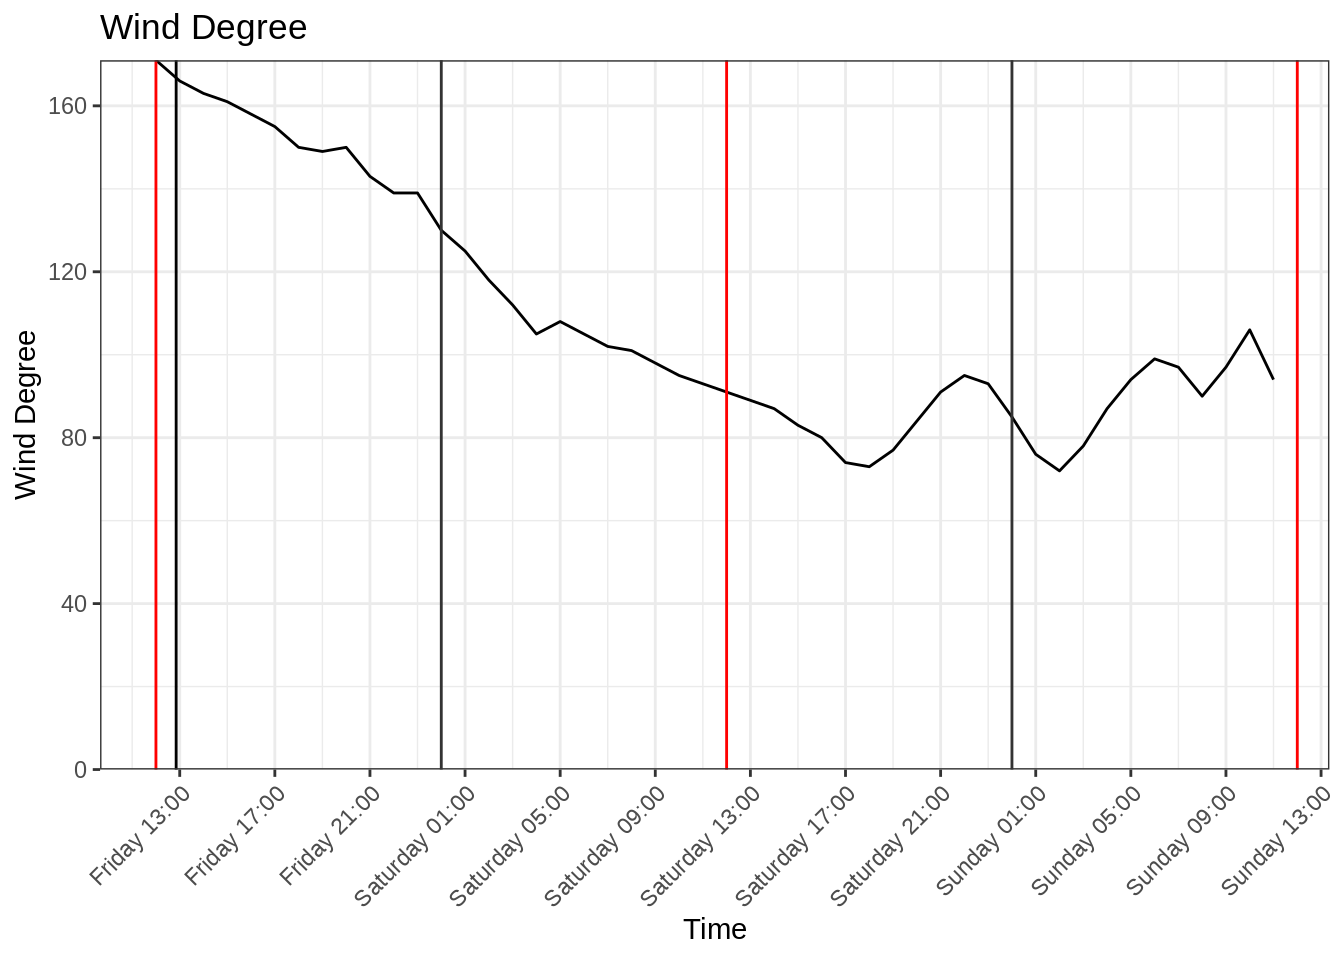 Wind Degree
Wind Degree
160
120
80
40
0
Friday 13:00
Friday 17:00
Friday 21:00
Saturday 01:00
Saturday 05:00
Saturday 09:00
Saturday 13:00
Saturday 17:00
Saturday 21:00
Sunday 01:00
Sunday 05:00
Sunday 09:00
Sunday 13:00
Time